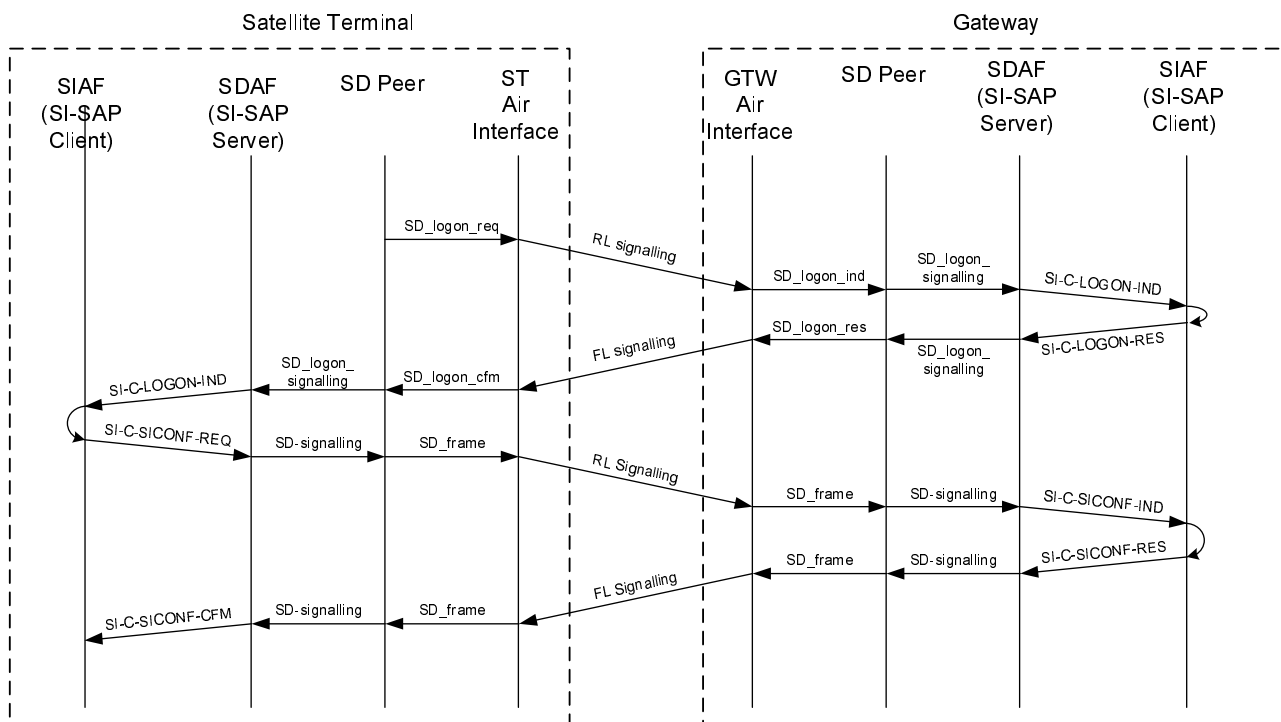 Satellite Terminal
Gateway
SIAF
(SI-SAP
Client)
SDAF
(SI-SAP
Server)
SD Peer
ST
Air
Interface
GTW
Air
Interface
SD Peer
SDAF
(SI-SAP
Server)
SIAF
(SI-SAP
Client)
SD_logon_req
RL signalling
SD_logon_ind
SD_logon_
signalling
SI-C-LOGON-IND
SI-C-LOGON-RES
SD_logon_
signalling
SD_logon_res
FL signalling
SD_logon_cfm
SD_logon_
signalling
SI-C-LOGON-IND
SI-C-SICONF-REQ
SD-signalling
SD_frame
RL Signalling
SD_frame
SD-signalling
SI-C-SICONF-IND
SI-C-SICONF-RES
SD-signalling
SD_frame
FL Signalling
SD_frame
SD-signalling
SI-C-SICONF-CFM